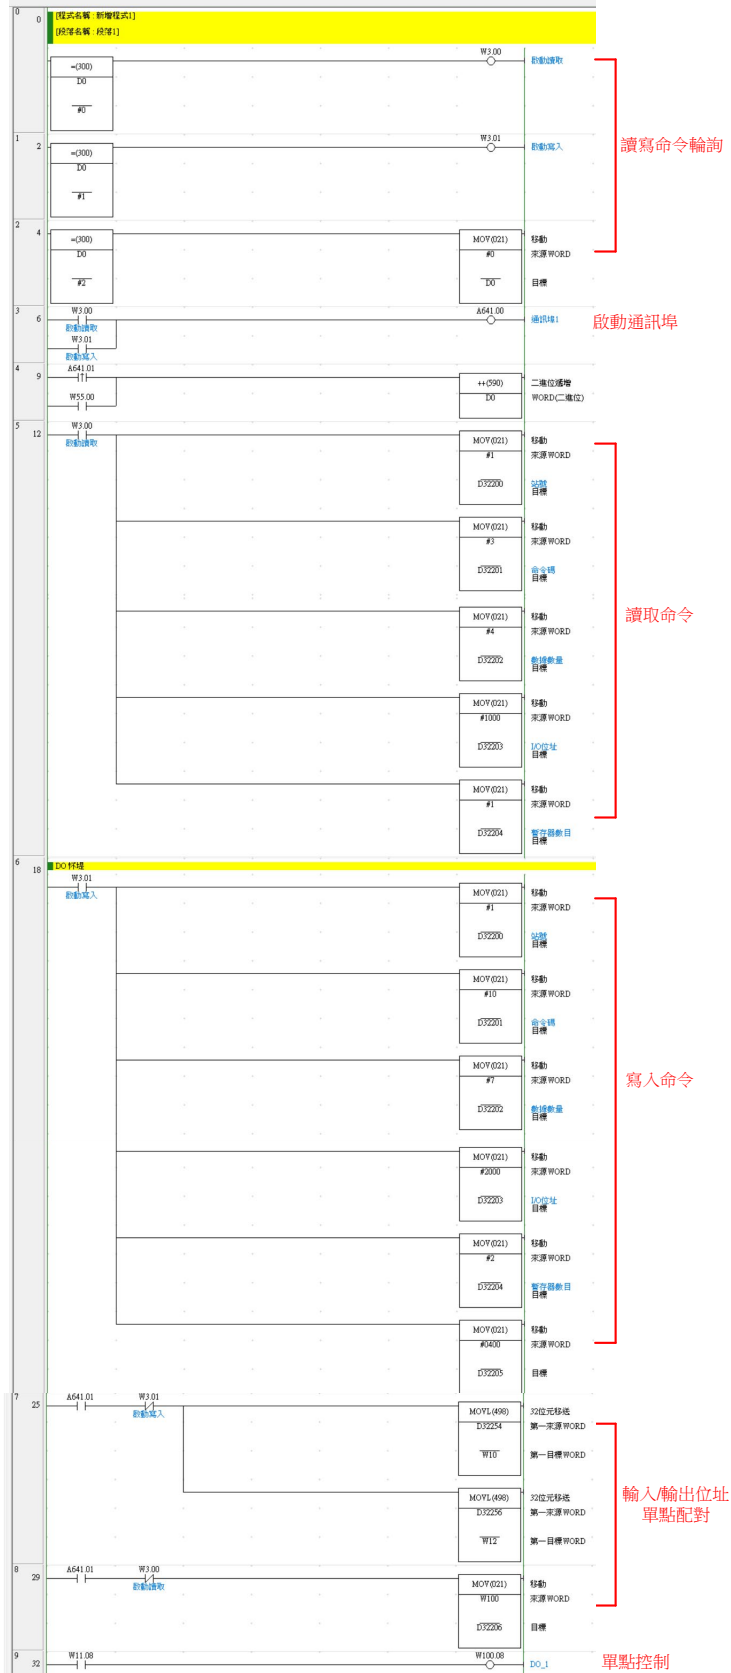 0
0
[程式名稱 : 新增程式1]
[段落名稱 : 段落1]
=(300)
D0
#0
W3.00
啟動讀取
1
2
=(300)
D0
#1
W3.01
啟動寫入
讀寫命令輪詢
2
4
=(300)
D0
#2
MOV(021)
#0
D0
移動
來源WORD
目標
3
6
W3.00
啟動讀取
W3.01
啟動寫入
A641.00
通訊埠1
啟動通訊埠
4
9
A641.01
W55.00
++(590)
D0
二進位遞增
WORD(二進位)
5
12
W3.00
啟動讀取
MOV(021)
#1
D32200
移動
來源WORD
站號
目標
MOV(021)
#3
D32201
移動
來源WORD
命令碼
目標
MOV(021)
#4
D32202
移動
來源WORD
數據數量
目標
讀取命令
MOV(021)
#1000
D32203
移動
來源WORD
I/O位址
目標
MOV(021)
#1
D32204
移動
來源WORD
暫存器數目
目標
6
18
W3.01
啟動寫入
MOV(021)
#1
D32200
移動
來源WORD
站號
目標
MOV(021)
#10
D32201
移動
來源WORD
命令碼
目標
MOV(021)
#7
D32202
移動
來源WORD
數據數量
目標
寫入命令
MOV(021)
#2000
D32203
移動
來源WORD
I/O位址
目標
MOV(021)
#2
D32204
移動
來源WORD
暫存器數目
目標
MOV(021)
#0400
D32205
移動
來源WORD
目標
7
25
A641.01
W3.01
啟動寫入
MOVL(498)
D32254
W10
32位元移送
第一來源WORD
第一目標WORD
MOVL(498)
D32256
W12
32位元移送
第一來源WORD
第一目標WORD
輸入/輸出位址
單點配對
8
29
A641.01
W3.00
啟動讀取
MOV(021)
W100
D32206
移動
來源WORD
目標
9
32
W11.08
W100.08
DO_1
單點控制